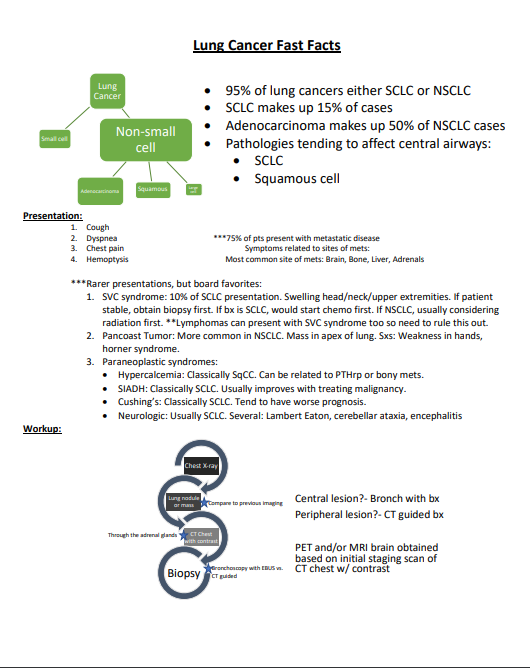 Lung Cancer Fast Facts
Lung
Cancer
Small cell
Non-small
cell
Adenocarcinoma
Squamous
Large
cell
• 95% of lung cancers either SCLC or NSCLC
• SCLC makes up 15% of cases
• Adenocarcinoma makes up 50% of NSCLC cases
• Pathologies tending to affect central airways:
• SCLC
• Squamous cell
Presentation:
1. Cough
2. Dyspnea
3. Chest pain
4. Hemoptysis
***75% of pts present with metastatic disease
Symptoms related to sites of mets:
Most common site of mets: Brain, Bone, Liver, Adrenals
***Rarer presentations, but board favorites:
1. SVC syndrome: 10% of SCLC presentation. Swelling head/neck/upper extremities. If patient
stable, obtain biopsy first. If bx is SCLC, would start chemo first. If NSCLC, usually considering
radiation first. **Lymphomas can present with SVC syndrome too so need to rule this out.
2. Pancoast Tumor: More common in NSCLC. Mass in apex of lung. Sxs: Weakness in hands,
horner syndrome.
3. Paraneoplastic syndromes:
• Hypercalcemia: Classically SqCC. Can be related to PTHrp or bony mets.
• SIADH: Classically SCLC. Usually improves with treating malignancy.
• Cushing's: Classically SCLC. Tend to have worse prognosis.
• Neurologic: Usually SCLC. Several: Lambert Eaton, cerebellar ataxia, encephalitis
Workup:
Chest X-ray
Lung nodule
or mass
Compare to previous imaging
Through the adrenal glands
CT Chest
with contrast
Biopsy
Bronchoscopy with EBUS vs.
CT guided
Central lesion?- Bronch with bx
Peripheral lesion?- CT guided bx
PET and/or MRI brain obtained
based on initial staging scan of
CT chest w/ contrast